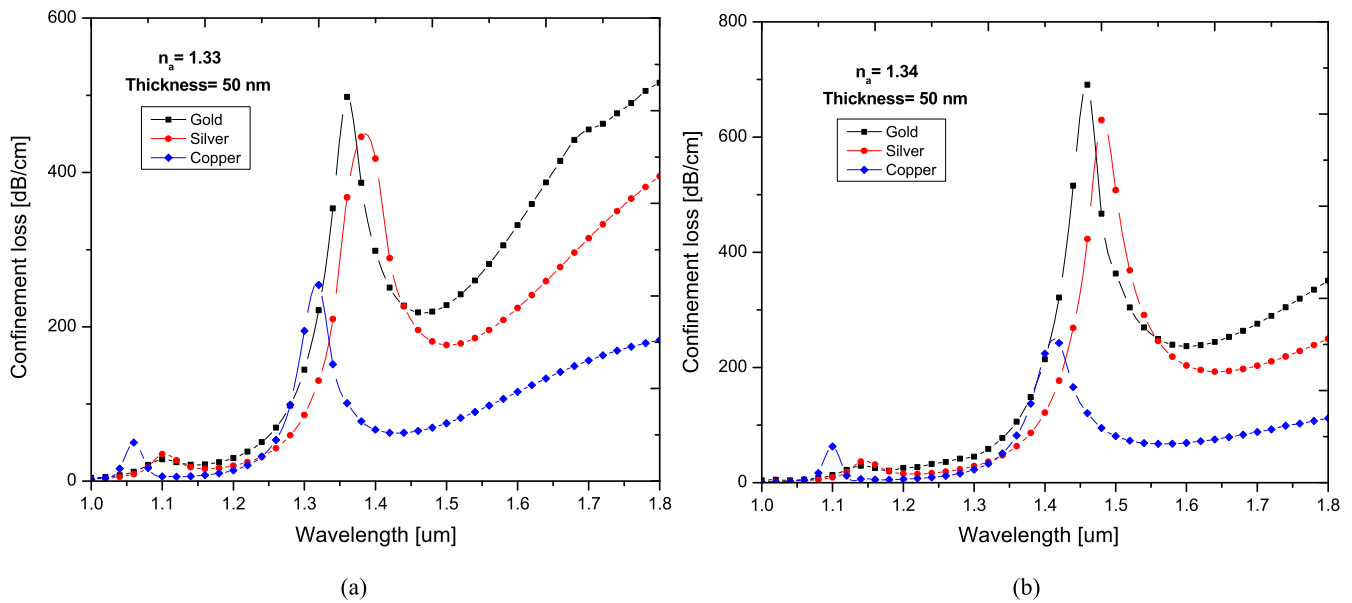 600
400
200
0
Confinement loss [dB/cm]
nₐ= 1.33
Thickness= 50 nm
Gold
Silver
Copper
1.0 1.1 1.2 1.3 1.4 1.5 1.6 1.7 1.8
Wavelength [um]
(a)
800
600
400
200
0
Confinement loss [dB/cm]
nₐ= 1.34
Thickness= 50 nm
Gold
Silver
Copper
1.0 1.1 1.2 1.3 1.4 1.5 1.6 1.7 1.8
Wavelength [um]
(b)